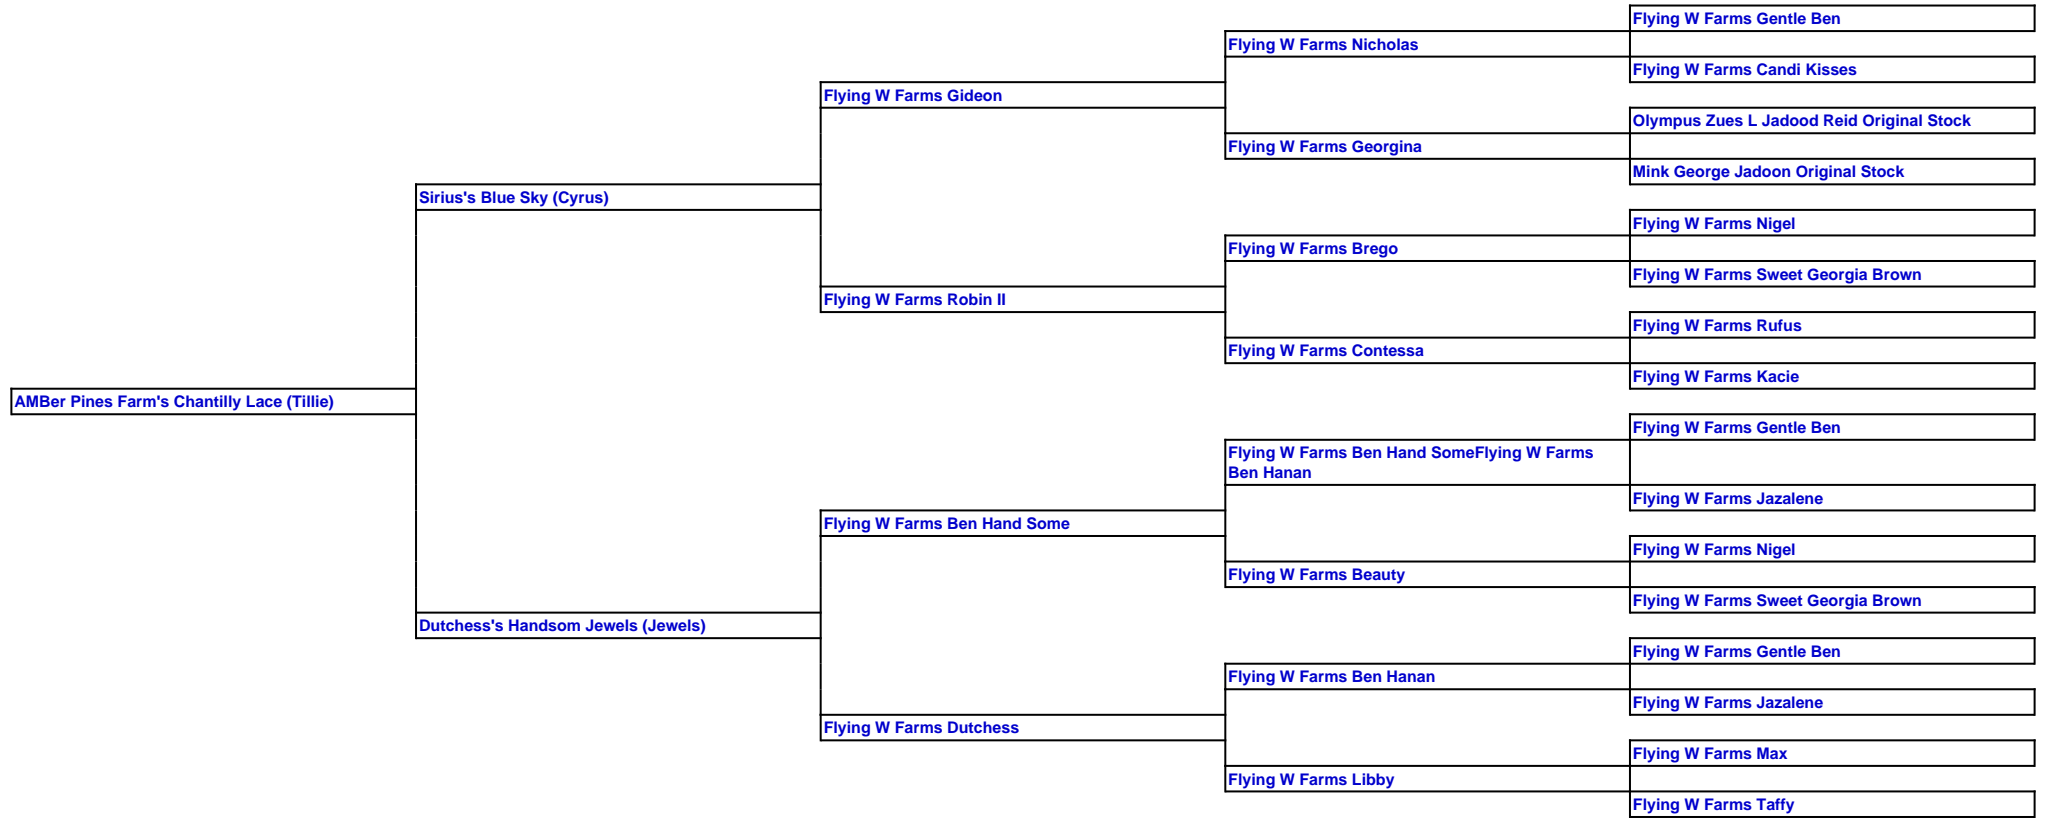 Flying W Farms Gentle Ben
Flying W Farms Nicholas
Flying W Farms Candi Kisses
Flying W Farms Gideon
Olympus Zues L Jadood Reid Original Stock
Flying W Farms Georgina
Mink George Jadoon Original Stock
Sirius's Blue Sky (Cyrus)
Flying W Farms Nigel
Flying W Farms Brego
Flying W Farms Sweet Georgia Brown
Flying W Farms Robin II
Flying W Farms Rufus
Flying W Farms Contessa
Flying W Farms Kacie
AMBer Pines Farm's Chantilly Lace (Tillie)
Flying W Farms Gentle Ben
Flying W Farms Ben Hand SomeFlying W Farms
Ben Hanan
Flying W Farms Jazalene
Flying W Farms Ben Hand Some
Flying W Farms Nigel
Flying W Farms Beauty
Flying W Farms Sweet Georgia Brown
Dutchess's Handsom Jewels (Jewels)
Flying W Farms Gentle Ben
Flying W Farms Ben Hanan
Flying W Farms Jazalene
Flying W Farms Dutchess
Flying W Farms Max
Flying W Farms Libby
Flying W Farms Taffy